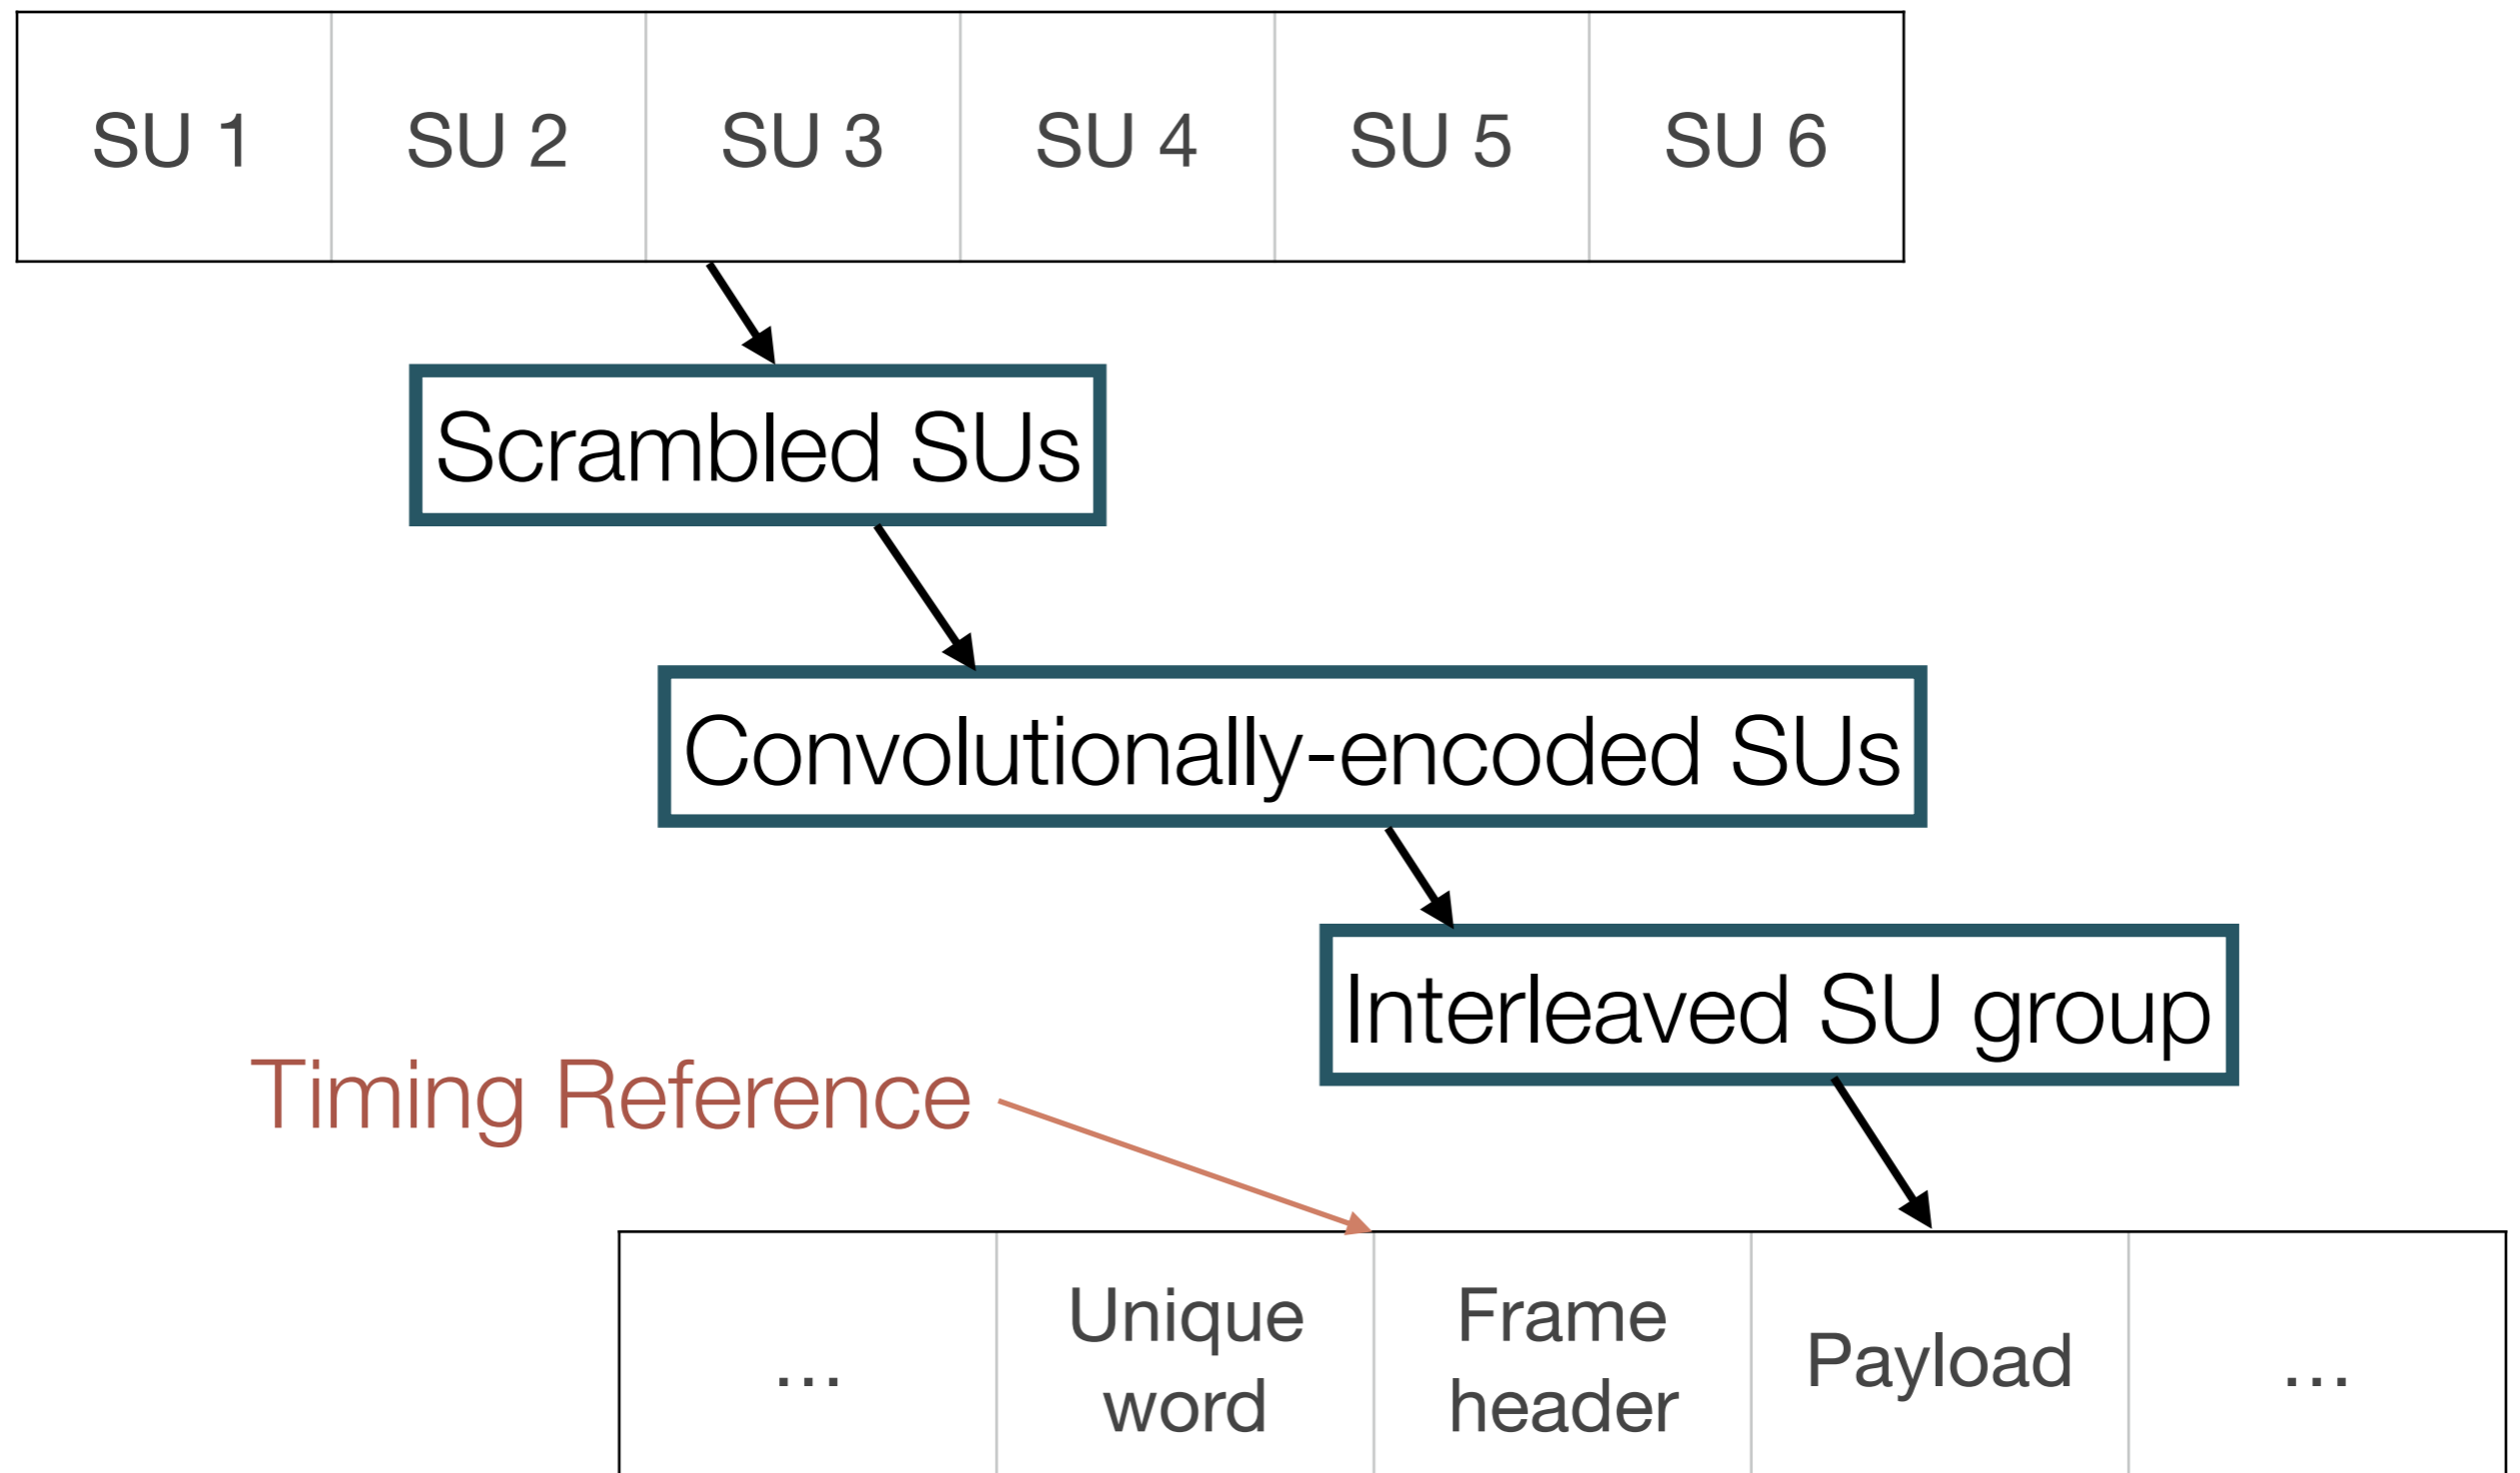 SU 1 SU 2 SU 3 SU 4 SU 5 SU 6
Scrambled SUs
Convolutionally-encoded SUs
Interleaved SU group
Timing Reference
... Unique word Frame header Payload ...